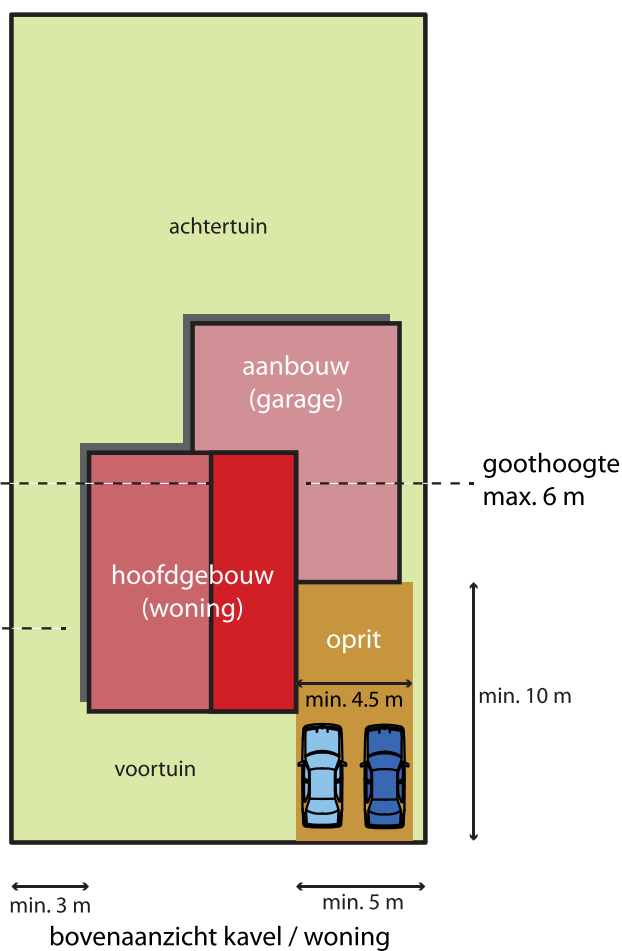 achtertuin
aanbouw
(garage)
goothoogte
max. 6 m
hoofdgebouw
(woning)
oprit
min. 4.5 m
min. 10 m
voortuin
min. 3 m
min. 5 m
bovenaanzicht kavel / woning